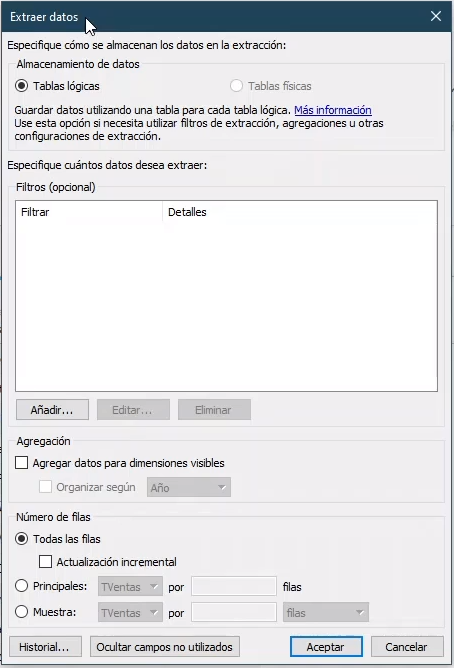 Extraer datos
Especifique cómo se almacenan los datos en la extracción:
Almacenamiento de datos
Tablas lógicas Tablas físicas
Guardar datos utilizando una tabla para cada tabla lógica. Más información
Use esta opción si necesita utilizar filtros de extracción, agregaciones u otras
configuraciones de extracción.
Especifique cuántos datos desea extraer:
Filtros (opcional)
Filtrar Detalles
Añadir... Editar... Eliminar
Agregación
Agregar datos para dimensiones visibles
Organizar según Año
Número de filas
Todas las filas
Actualización incremental
Principales: TVentas por filas
Muestra: TVentas por filas
Historial... Ocultar campos no utilizados Aceptar Cancelar